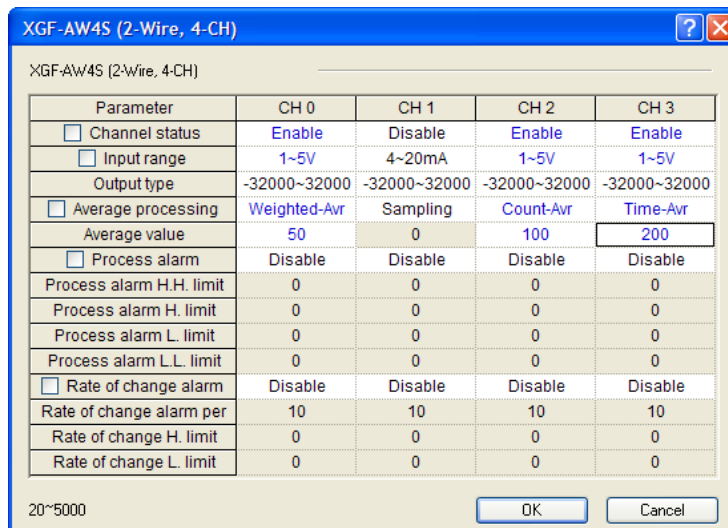 XGF-AW4S (2-Wire, 4-CH)
XGF-AW4S (2-Wire, 4-CH)
Parameter CH 0 CH 1 CH 2 CH 3
Channel status Enable Disable Enable Enable
Input range 1~5V 4~20mA 1~5V 1~5V
Output type -32000~32000 -32000~32000 -32000~32000 -32000~32000
Average processing Weighted-Avr Sampling Count-Avr Time-Avr
Average value 50 0 100 200
Process alarm Disable Disable Disable Disable
Process alarm H.H. limit 0 0 0 0
Process alarm H. limit 0 0 0 0
Process alarm L. limit 0 0 0 0
Process alarm L.L. limit 0 0 0 0
Rate of change alarm Disable Disable Disable Disable
Rate of change alarm per 10 10 10 10
Rate of change H. limit 0 0 0 0
Rate of change L. limit 0 0 0 0
20~5000 OK Cancel